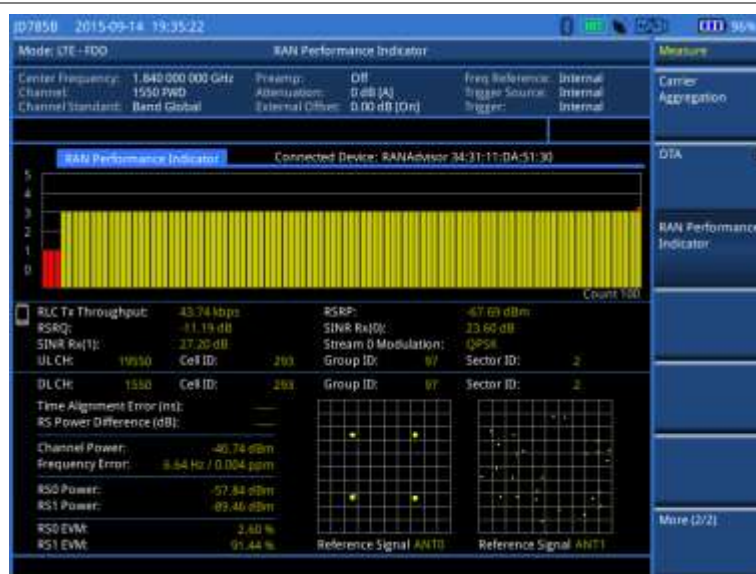 JD785B 2015-09-14 19:35:22 96%
Mode: LTE - FDD RAN Performance Indicator Measure
Center Frequency: 1.840 000 000 GHz Preamp: Off Freq Reference: Internal
Channel: 1550 FWD Attenuation: 0 dB [A] Trigger Source: Internal
Channel Standard: Band Global External Offset: 0.00 dB [On] Trigger: Internal
Carrier Aggregation
OTA
RAN Performance Indicator
More (2/2)
RAN Performance Indicator Connected Device: RANAdvisor 34:31:11:DA:51:30
5
4
3
2
1
0
Count 100
RLC Tx Throughput: 43.74 kbps RSRP: -67.69 dBm
RSRQ: -11.19 dB SINR Rx(0): 23.60 dB
SINR Rx(1): 27.20 dB Stream 0 Modulation: QPSK
UL CH: 19550 Cell ID: 293 Group ID: 97 Sector ID: 2
DL CH: 1550 Cell ID: 293 Group ID: 97 Sector ID: 2
Time Alignment Error (ns): ----
RS Power Difference (dB): ----
Channel Power: -46.74 dBm
Frequency Error: 6.64 Hz / 0.004 ppm
RS0 Power: -57.84 dBm
RS1 Power: -89.46 dBm
RS0 EVM: 2.60 %
RS1 EVM: 91.44 %
Reference Signal ANT0 Reference Signal ANT1